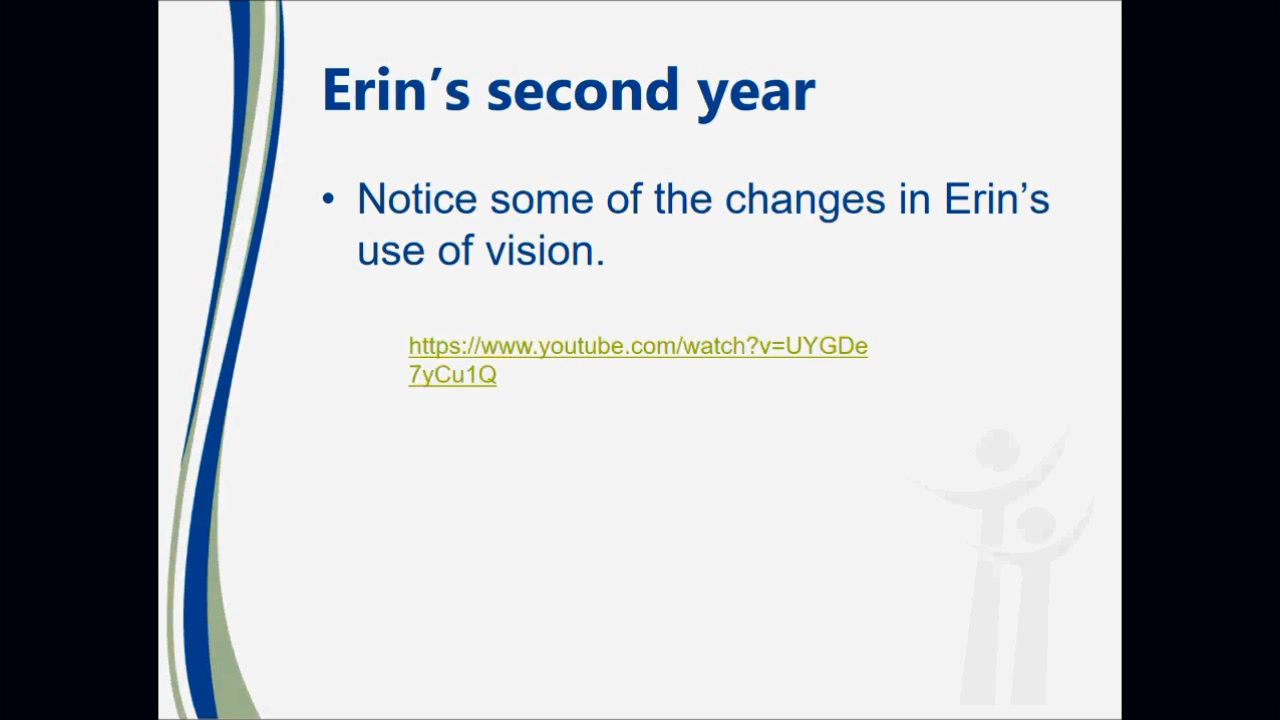 Erin’s second year
• Notice some of the changes in Erin’s
use of vision.
https://www.youtube.com/watch?v=UYGDe
7yCu1Q